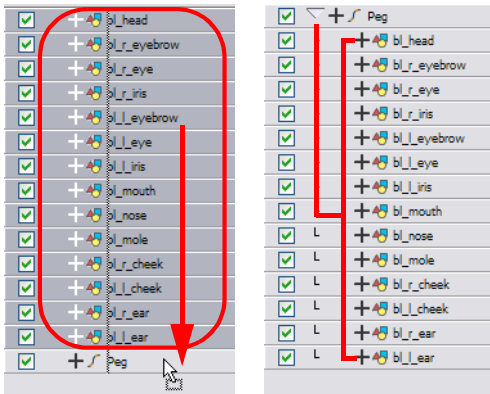 bl_head
bl_r_eyebrow
bl_r_eye
bl_r_iris
bl_l_eyebrow
bl_l_eye
bl_l_iris
bl_mouth
bl_nose
bl_mole
bl_r_cheek
bl_l_cheek
bl_r_ear
bl_l_ear
Peg
Peg
bl_head
bl_r_eyebrow
bl_r_eye
bl_r_iris
bl_l_eyebrow
bl_l_eye
bl_l_iris
bl_mouth
bl_nose
bl_mole
bl_r_cheek
bl_l_cheek
bl_r_ear
bl_l_ear